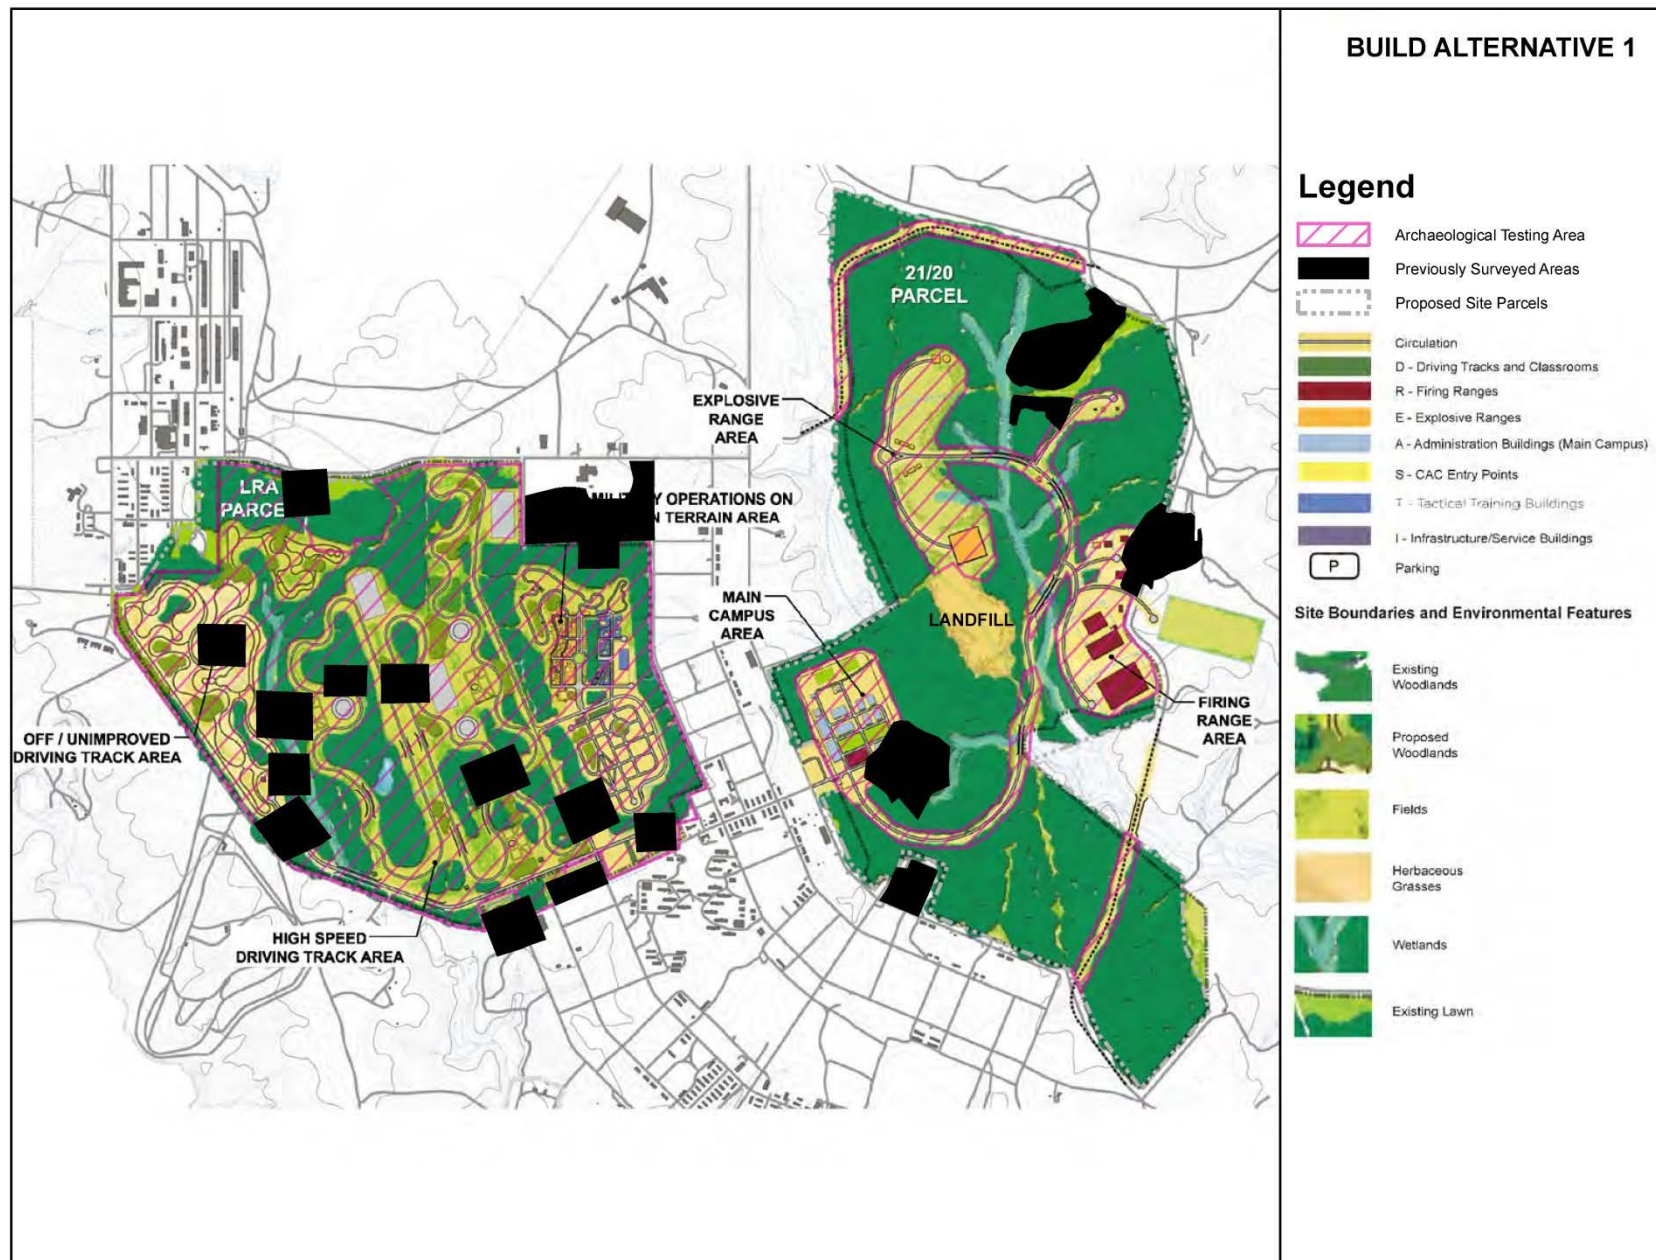 BUILD ALTERNATIVE 1
Legend
Archaeological Testing Area
Previously Surveyed Areas
Proposed Site Parcels
Circulation
D - Driving Tracks and Classrooms
R - Firing Ranges
E - Explosive Ranges
A - Administration Buildings (Main Campus)
S - CAC Entry Points
T - Tactical Training Buildings
I - Infrastructure/Service Buildings
P
Parking
Site Boundaries and Environmental Features
Existing
Woodlands
Proposed
Woodlands
Fields
Herbaceous
Grasses
Wetlands
Existing Lawn
21/20
PARCEL
EXPLOSIVE
RANGE
AREA
LRA
PARCE
MILIT Y OPERATIONS ON
N TERRAIN AREA
MAIN
CAMPUS
AREA
LANDFILL
FIRING
RANGE
AREA
OFF / UNIMPROVED
DRIVING TRACK AREA
HIGH SPEED
DRIVING TRACK AREA